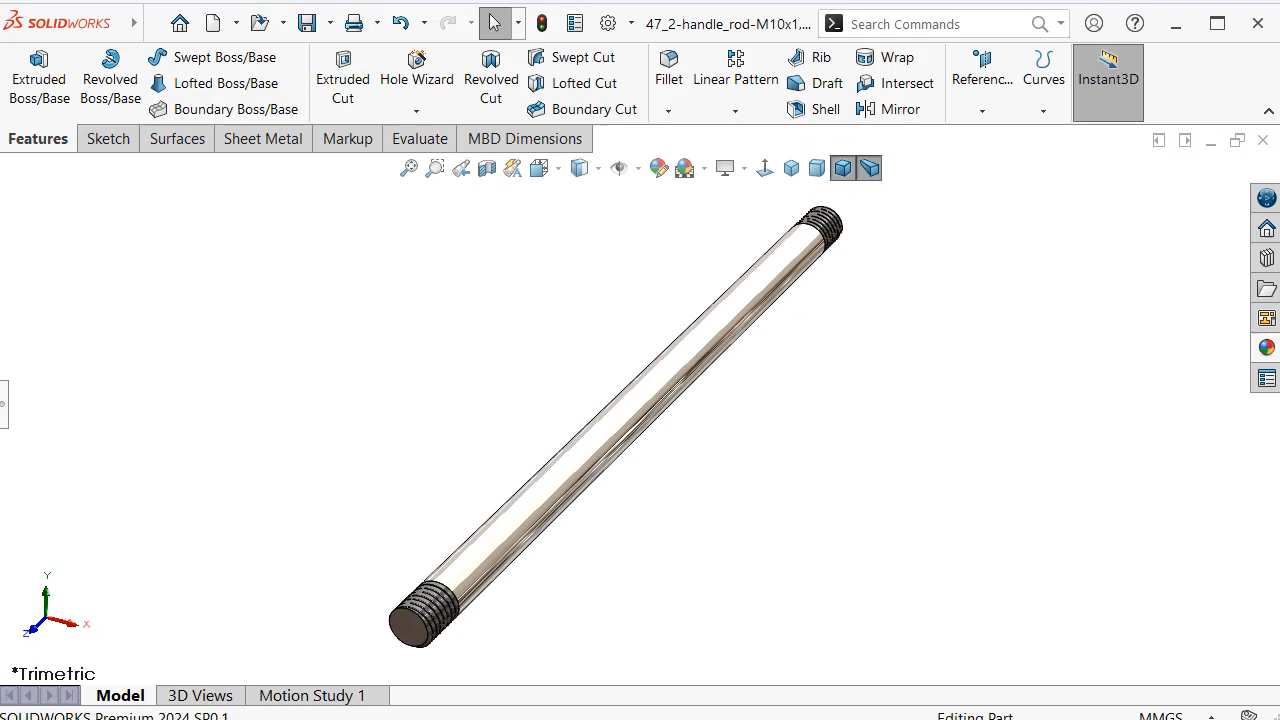 SOLIDWORKS
47_2-handle_rod-M10x1,...
Search Commands
Extruded Boss/Base
Revolved Boss/Base
Swept Boss/Base
Lofted Boss/Base
Boundary Boss/Base
Extruded Cut
Hole Wizard
Revolved Cut
Swept Cut
Lofted Cut
Boundary Cut
Fillet
Linear Pattern
Rib
Draft
Shell
Wrap
Intersect
Mirror
Referenc...
Curves
Instant3D
Features
Sketch
Surfaces
Sheet Metal
Markup
Evaluate
MBD Dimensions
Y
X
Z
*Trimetric
Model
3D Views
Motion Study 1
SOLIDWORKS Premium 2024 SP0.1
Editing Part
MMGS